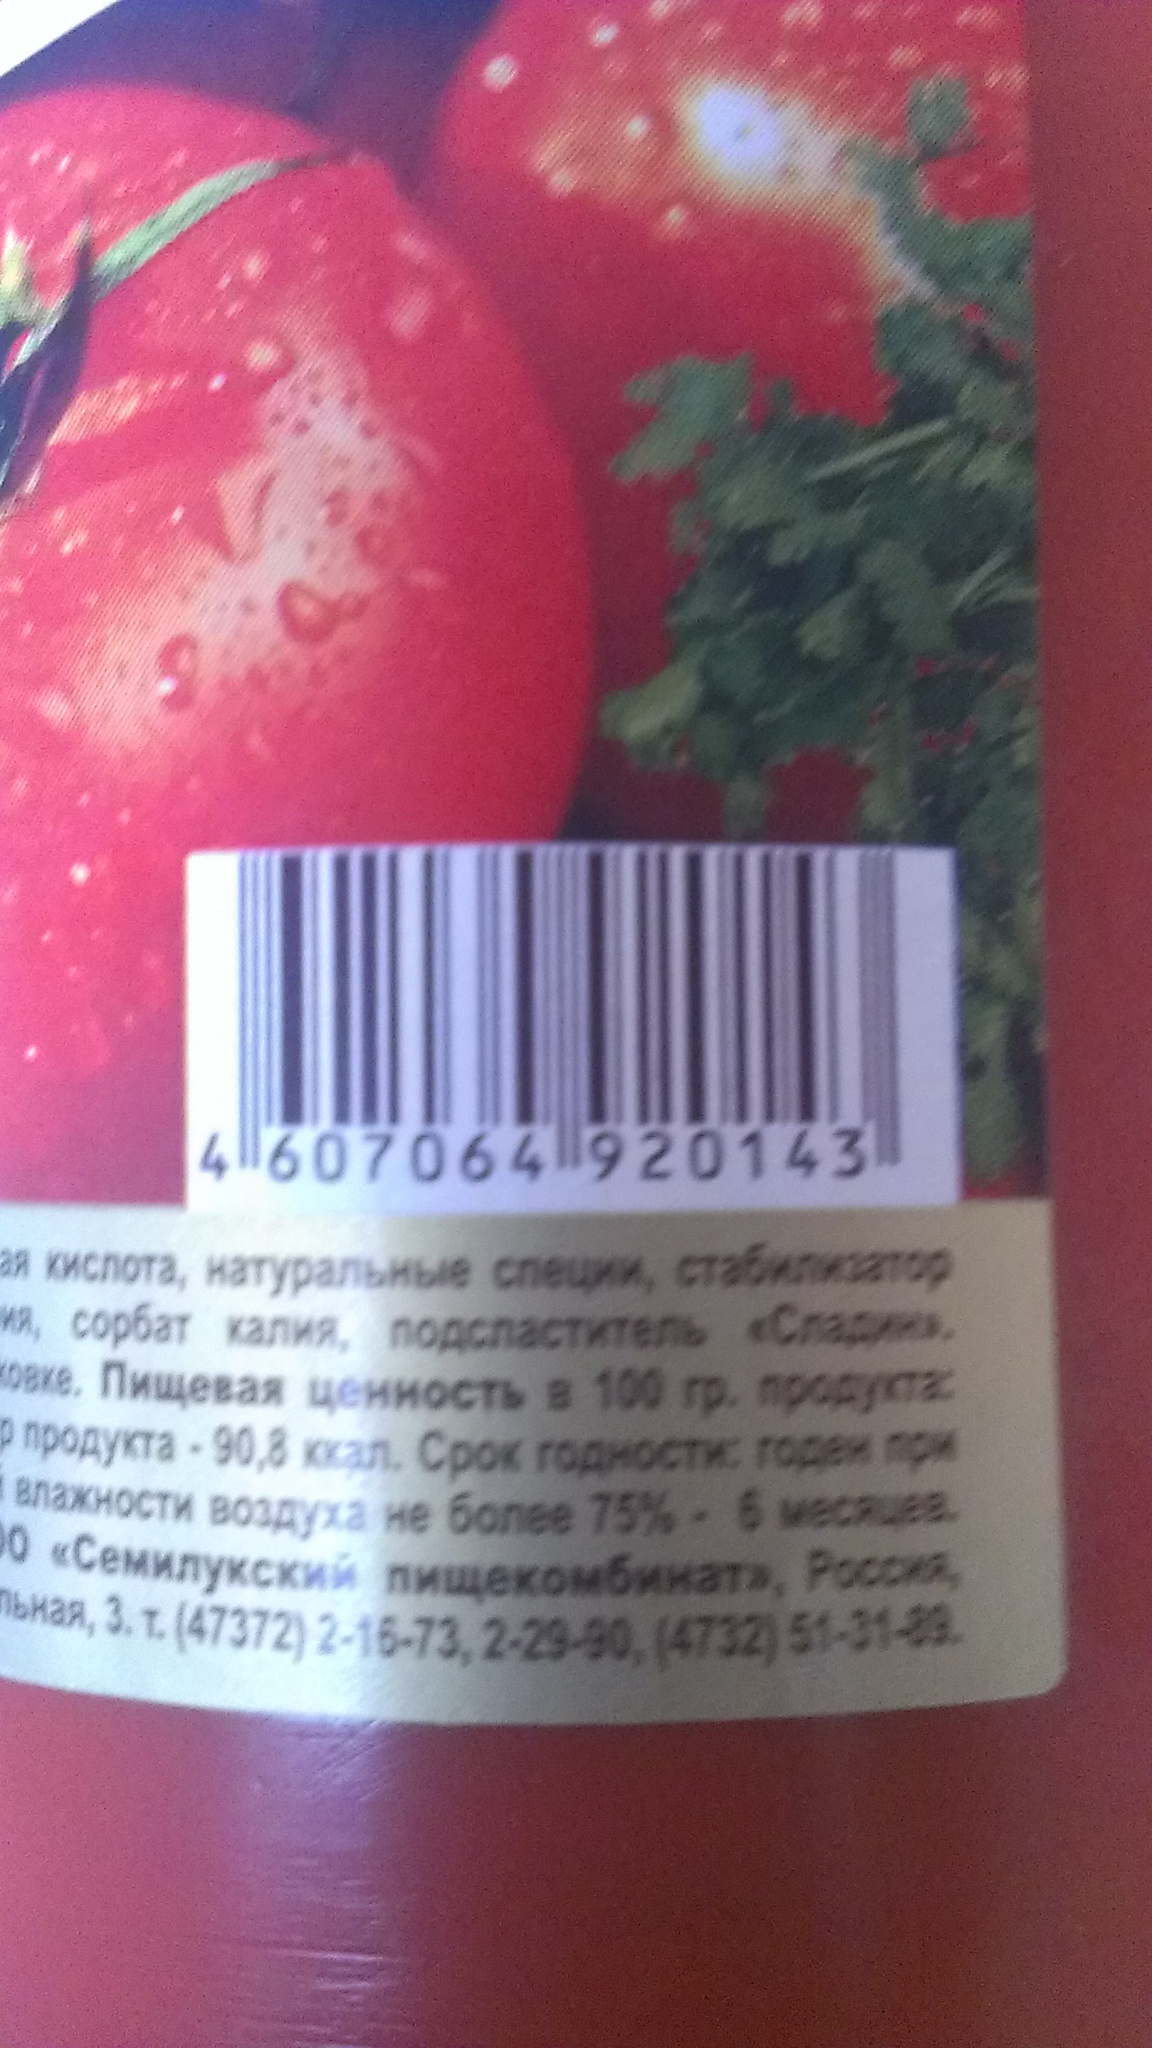 4 607064 920143
ая кислота, натуральные специи, стабилизатор
ия, сорбат калия, подсластитель «Сладин».
ковке. Пищевая ценность в 100 гр. продукта:
р продукта - 90,8 ккал. Срок годности: годен при
й влажности воздуха не более 75% - 6 месяцев.
ОО «Семилукский пищекомбинат», Россия,
льная, 3. т. (47372) 2-16-73, 2-29-90, (4732) 51-31-89.